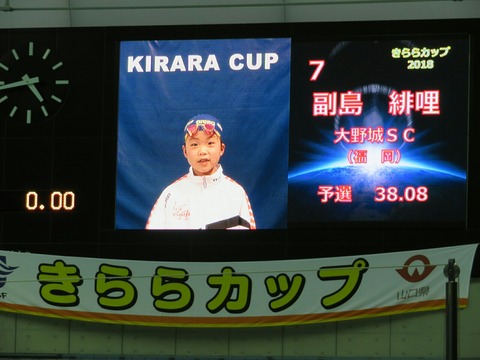 KIRARA CUP
7
きららカップ
2018
副島 緋哩
大野城SC
(福 岡)
予選 38.08
0.00
きららカップ
山口県